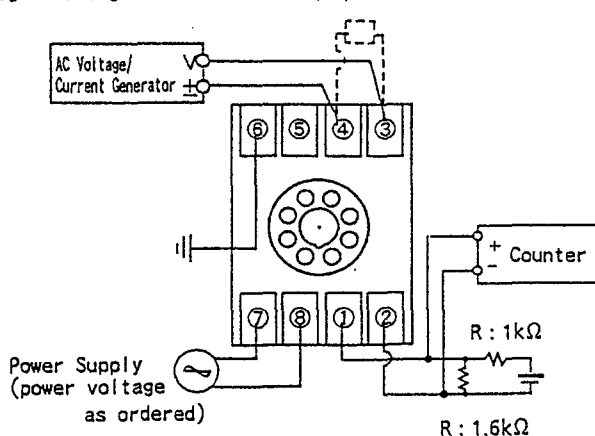 AC Voltage/
Current Generator
V
±
⑥ ⑤ ④ ③
+
−
Counter
⑦ ⑧ ① ②
R : 1kΩ
Power Supply
(power voltage
as ordered)
R : 1.6kΩ